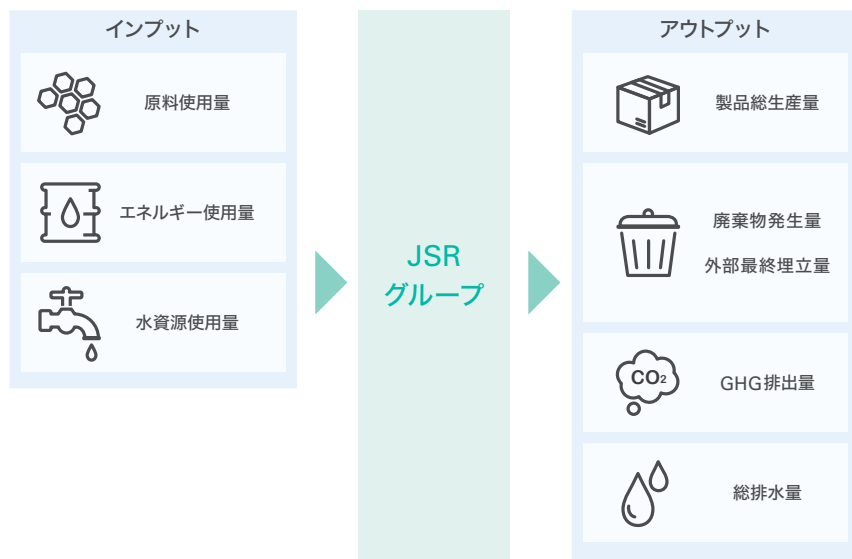 インプット
原料使用量
エネルギー使用量
水資源使用量
JSR
グループ
アウトプット
製品総生産量
廃棄物発生量
外部最終埋立量
CO₂
GHG排出量
総排水量